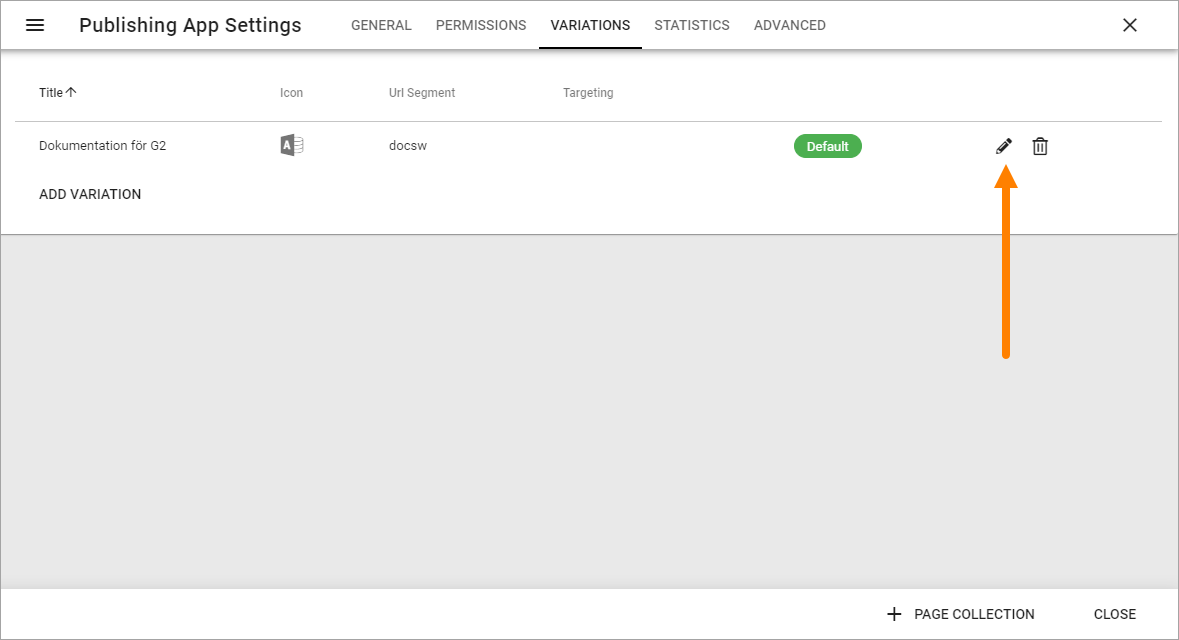 Publishing App Settings GENERAL PERMISSIONS VARIATIONS STATISTICS ADVANCED
Title Icon Url Segment Targeting
Dokumentation för G2 A docsw Default
ADD VARIATION
PAGE COLLECTION CLOSE